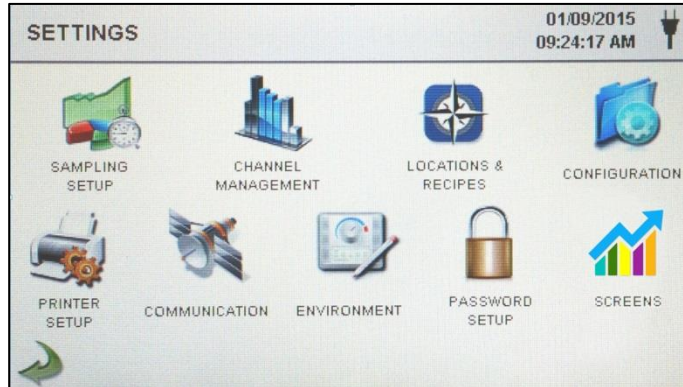 SETTINGS
01/09/2015
09:24:17 AM
SAMPLING
SETUP
CHANNEL
MANAGEMENT
LOCATIONS &
RECIPES
CONFIGURATION
PRINTER
SETUP
COMMUNICATION
ENVIRONMENT
PASSWORD
SETUP
SCREENS